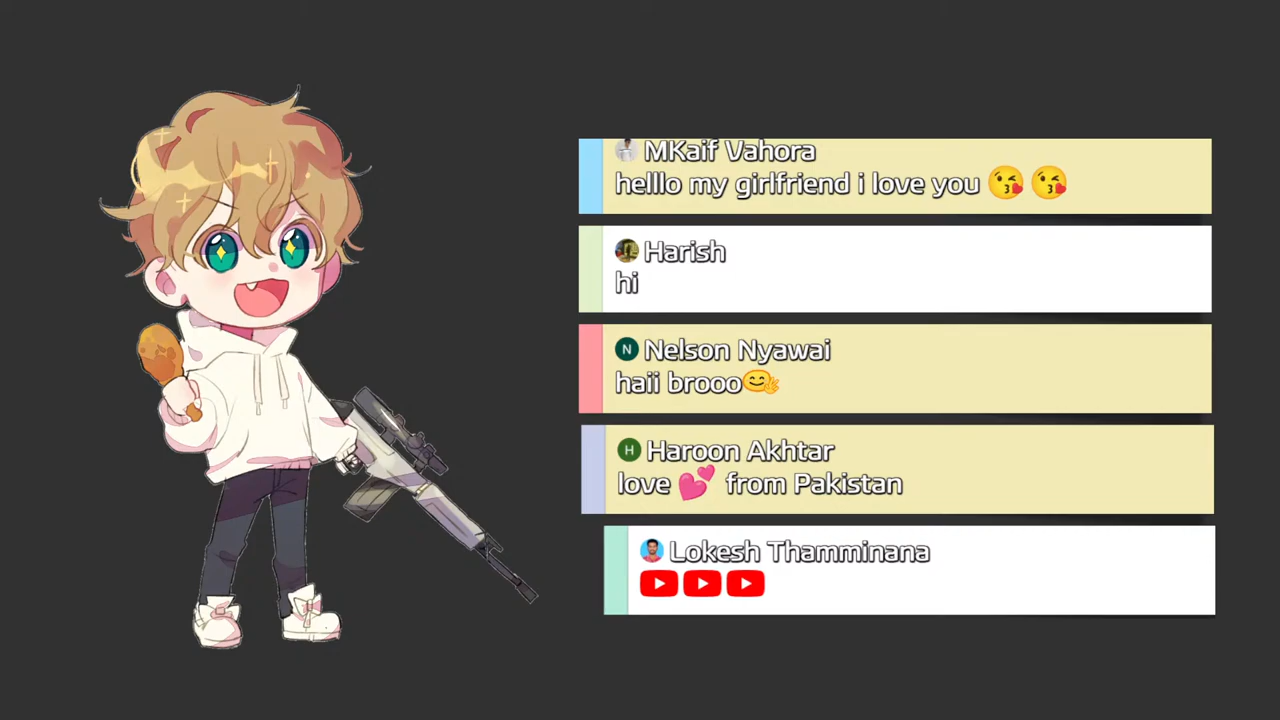 MKaif Vahora
helllo my girlfriend i love you 😘 😘
Harish
hi
N Nelson Nyawai
haii brooo🤗
H Haroon Akhtar
love 💕 from Pakistan
Lokesh Thamminana